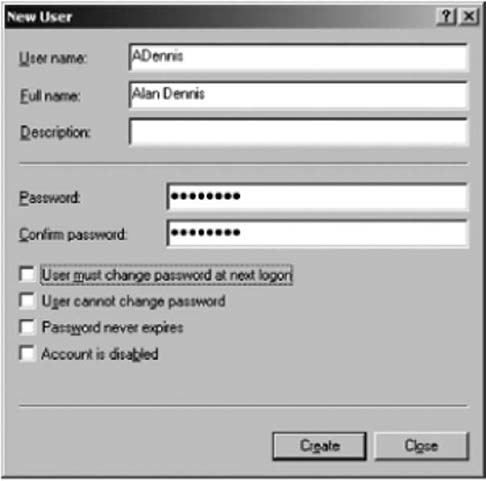 New User
User name: ADennis
Full name: Alan Dennis
Description:
Password: ••••••••
Confirm password: ••••••••
User must change password at next logon
User cannot change password
Password never expires
Account is disabled
Create Close